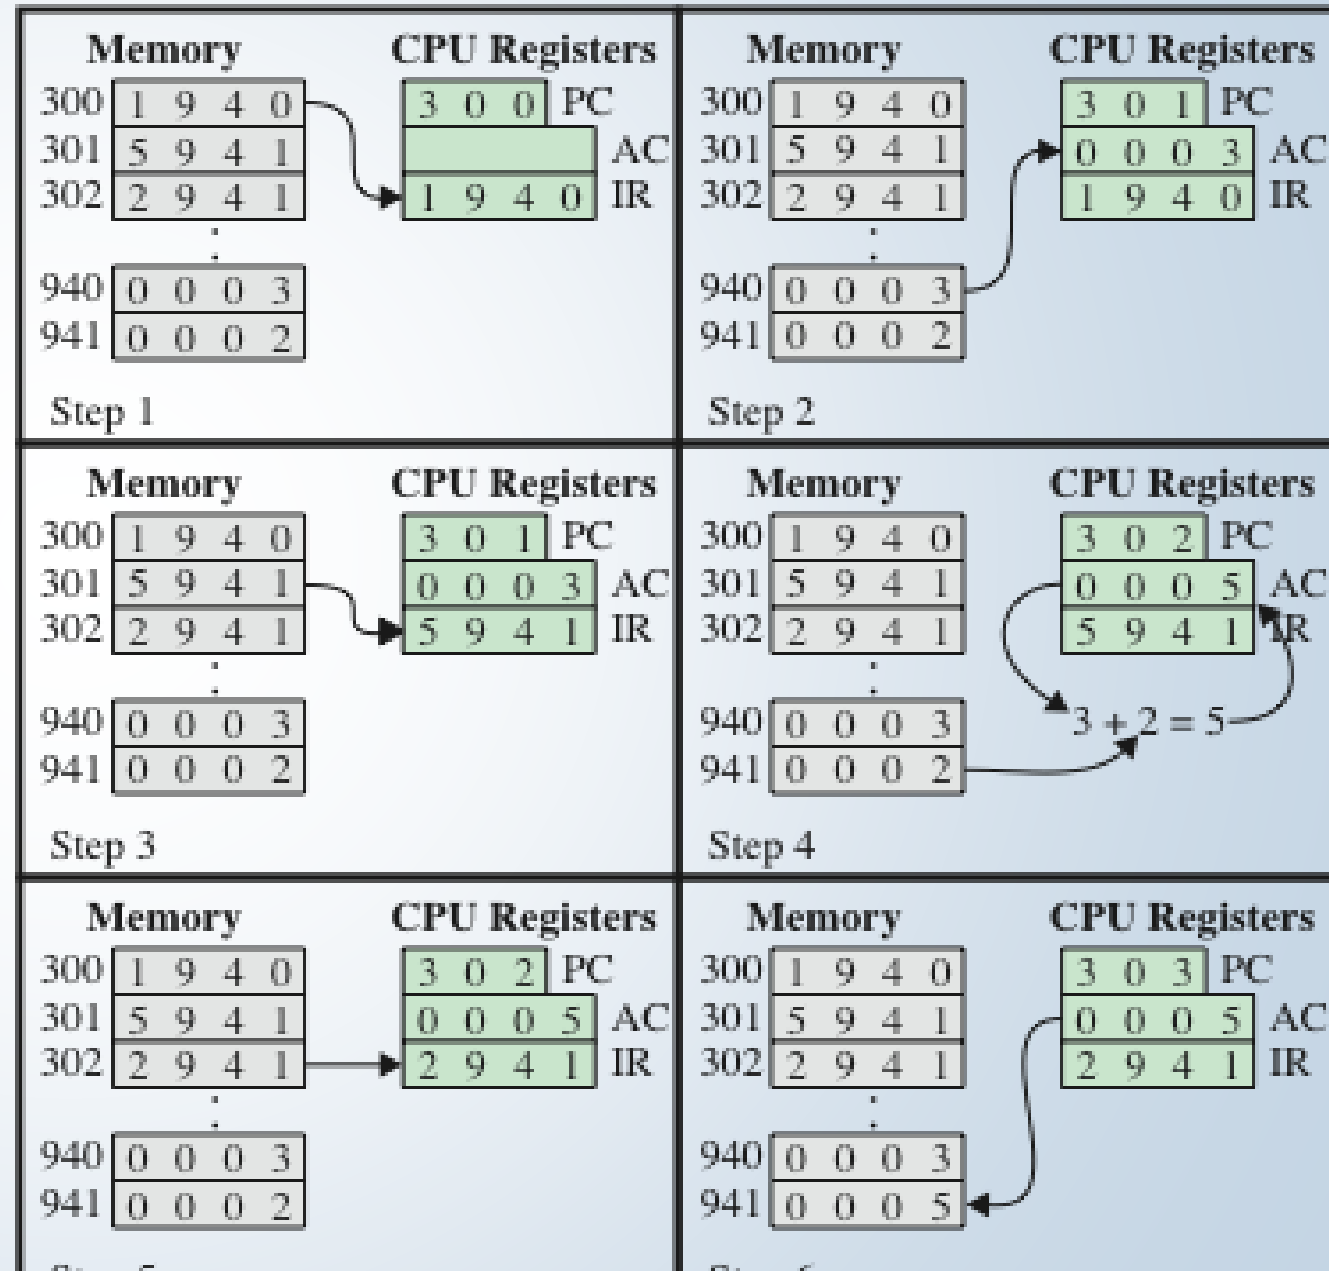 Memory CPU Registers
300 1 9 4 0 3 0 0 PC
301 5 9 4 1 AC
302 2 9 4 1 1 9 4 0 IR
940 0 0 0 3
941 0 0 0 2
Step 1
Memory CPU Registers
300 1 9 4 0 3 0 1 PC
301 5 9 4 1 0 0 0 3 AC
302 2 9 4 1 1 9 4 0 IR
940 0 0 0 3
941 0 0 0 2
Step 2
Memory CPU Registers
300 1 9 4 0 3 0 1 PC
301 5 9 4 1 0 0 0 3 AC
302 2 9 4 1 5 9 4 1 IR
940 0 0 0 3
941 0 0 0 2
Step 3
Memory CPU Registers
300 1 9 4 0 3 0 2 PC
301 5 9 4 1 0 0 0 5 AC
302 2 9 4 1 5 9 4 1 IR
940 0 0 0 3 3 + 2 = 5
941 0 0 0 2
Step 4
Memory CPU Registers
300 1 9 4 0 3 0 2 PC
301 5 9 4 1 0 0 0 5 AC
302 2 9 4 1 2 9 4 1 IR
940 0 0 0 3
941 0 0 0 2
Memory CPU Registers
300 1 9 4 0 3 0 3 PC
301 5 9 4 1 0 0 0 5 AC
302 2 9 4 1 2 9 4 1 IR
940 0 0 0 3
941 0 0 0 5